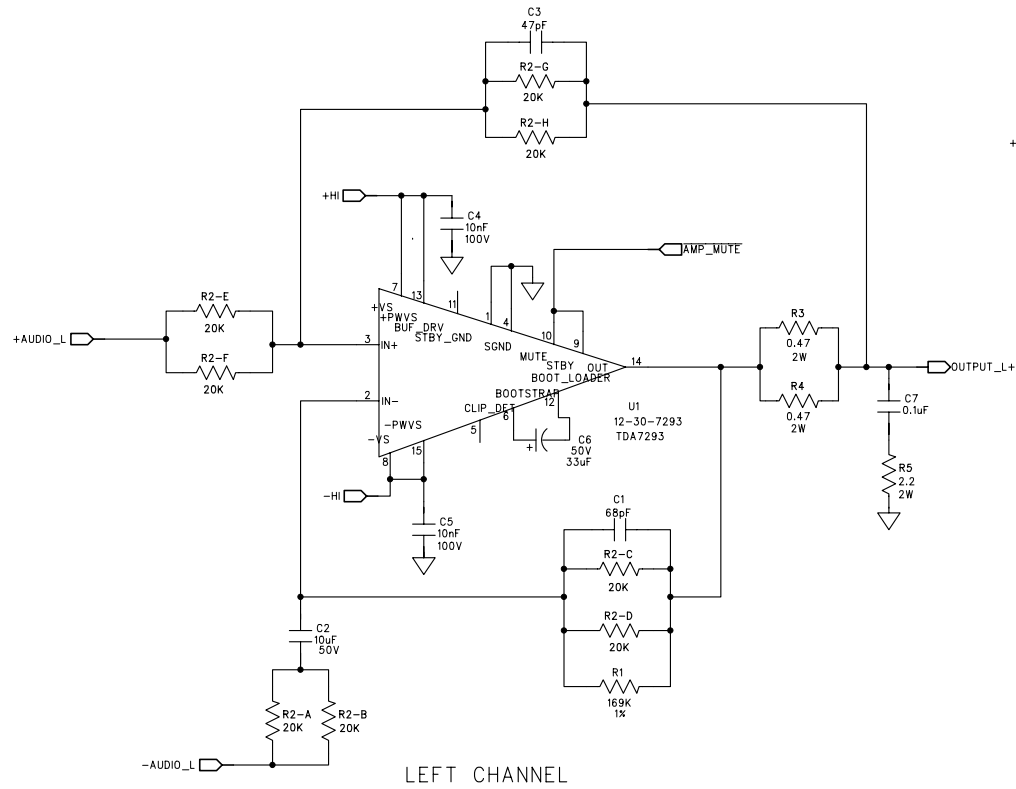 C3
47pF
R2-G
20K
R2-H
20K
+
+HI
C4
10nF
100V
AMP_MUTE
7
13
11
1
4
10
9
+VS
+PWVS
BUF_DRV
STBY_GND
SGND
MUTE
STBY
OUT
BOOT_LOADER
BOOTSTRAP
CLIP_DET
14
R2-E
20K
R2-F
20K
+AUDIO_L
3
IN+
2
IN-
-PWVS
-VS
8
15
5
6
12
+
C6
50V
33uF
U1
12-30-7293
TDA7293
R3
0.47
2W
R4
0.47
2W
OUTPUT_L+
C7
0.1uF
R5
2.2
2W
-HI
C5
10nF
100V
C1
68pF
R2-C
20K
R2-D
20K
R1
169K
1%
C2
10uF
50V
R2-A
20K
R2-B
20K
-AUDIO_L
LEFT CHANNEL